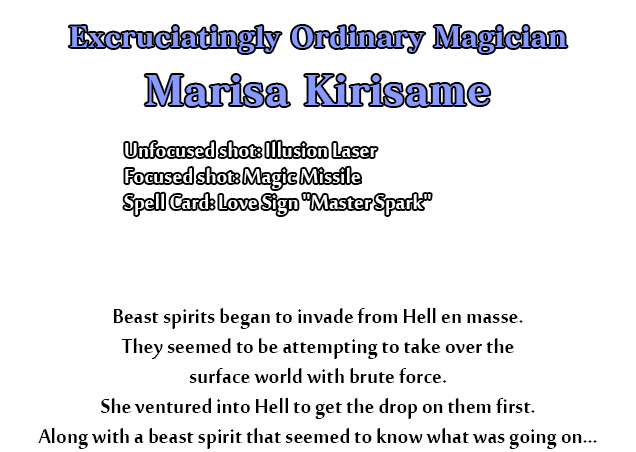 Excruciatingly Ordinary Magician
Marisa Kirisame
Unfocused shot: Illusion Laser
Focused shot: Magic Missile
Spell Card: Love Sign "Master Spark"
Beast spirits began to invade from Hell en masse.
They seemed to be attempting to take over the
surface world with brute force.
She ventured into Hell to get the drop on them first.
Along with a beast spirit that seemed to know what was going on...